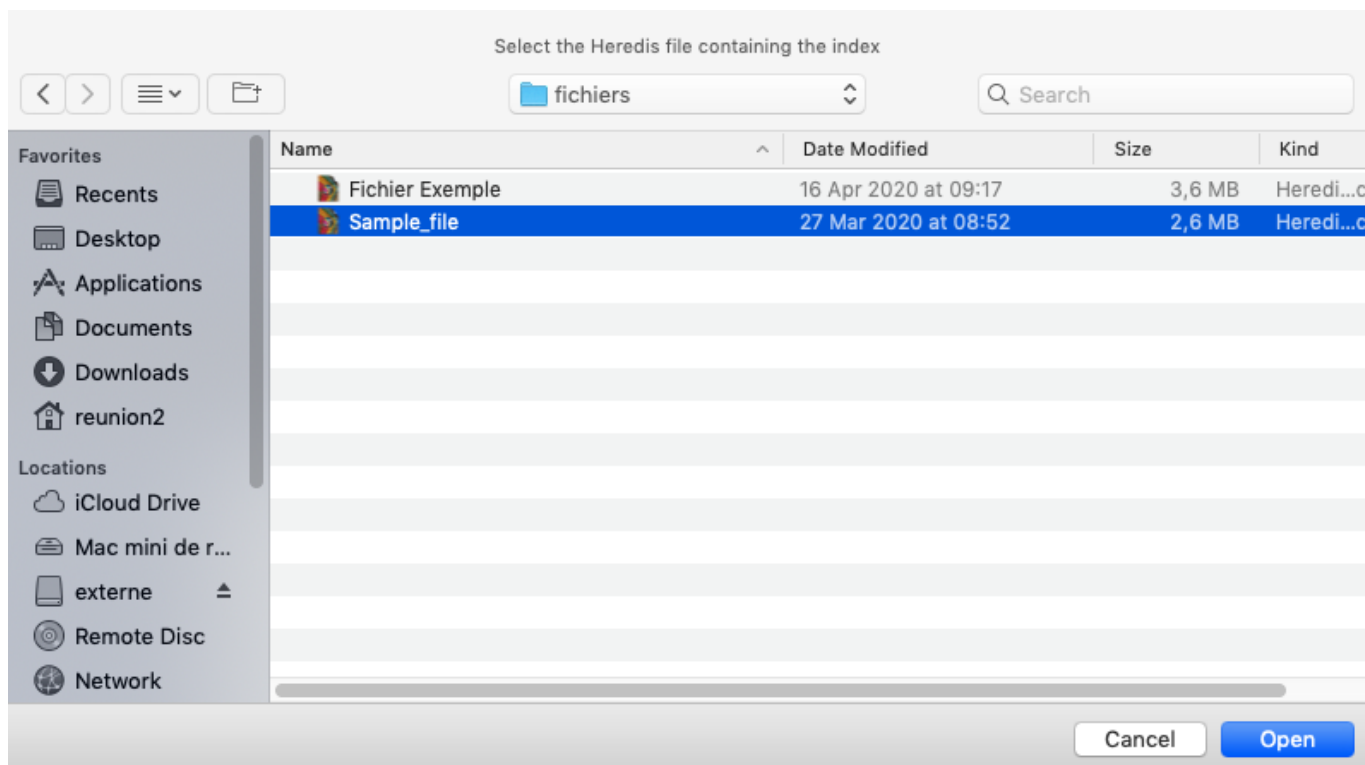 Select the Heredis file containing the index
fichiers
Search
Favorites
Recents
Desktop
Applications
Documents
Downloads
reunion2
Locations
iCloud Drive
Mac mini de r...
externe
Remote Disc
Network
Name Date Modified Size Kind
Fichier Exemple 16 Apr 2020 at 09:17 3,6 MB Heredi...c
Sample_file 27 Mar 2020 at 08:52 2,6 MB Heredi...c
Cancel Open